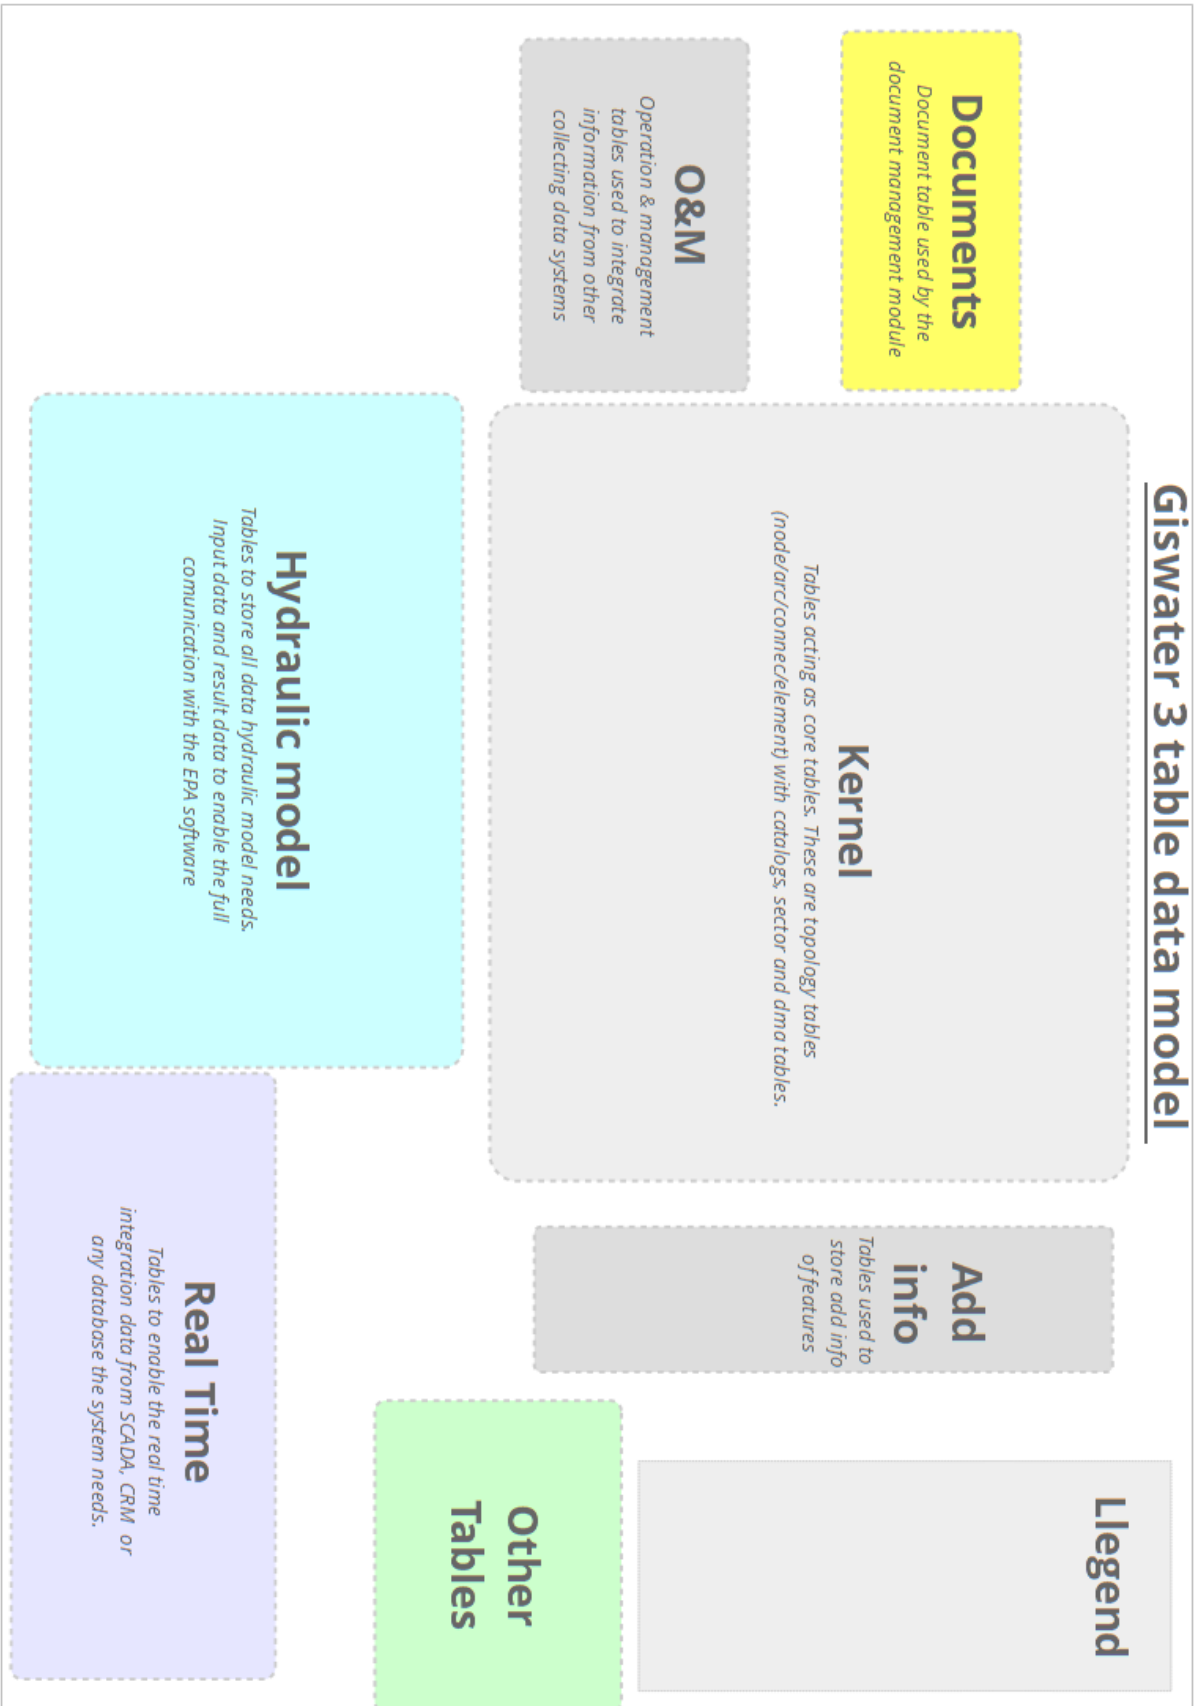 Giswater 3 table data model
Documents
Document table used by the
document management module
O&M
Operation & management
tables used to integrate
information from other
collecting data systems
Kernel
Tables acting as core tables. These are topology tables
(node/arc/connec/element) with catalogs, sector and dma tables.
Add
info
Tables used to
store add info
of features
Llegend
Hydraulic model
Tables to store all data hydraulic model needs.
Input data and result data to enable the full
comunication with the EPA software
Real Time
Tables to enable the real time
integration data from SCADA, CRM or
any database the system needs.
Other
Tables